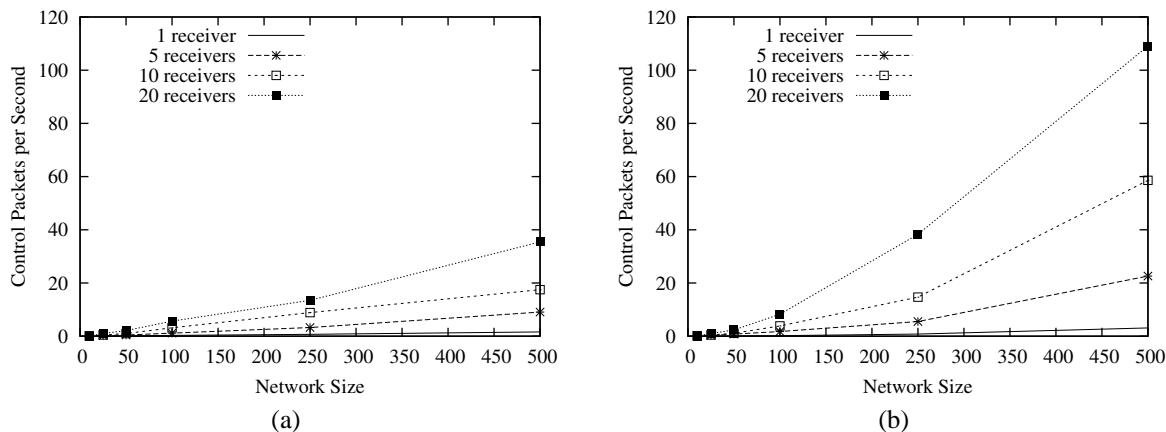 120
100
80
60
40
20
0
Control Packets per Second
1 receiver
5 receivers
10 receivers
20 receivers
0 50 100 150 200 250 300 350 400 450 500
Network Size
(a)
120
100
80
60
40
20
0
Control Packets per Second
1 receiver
5 receivers
10 receivers
20 receivers
0 50 100 150 200 250 300 350 400 450 500
Network Size
(b)